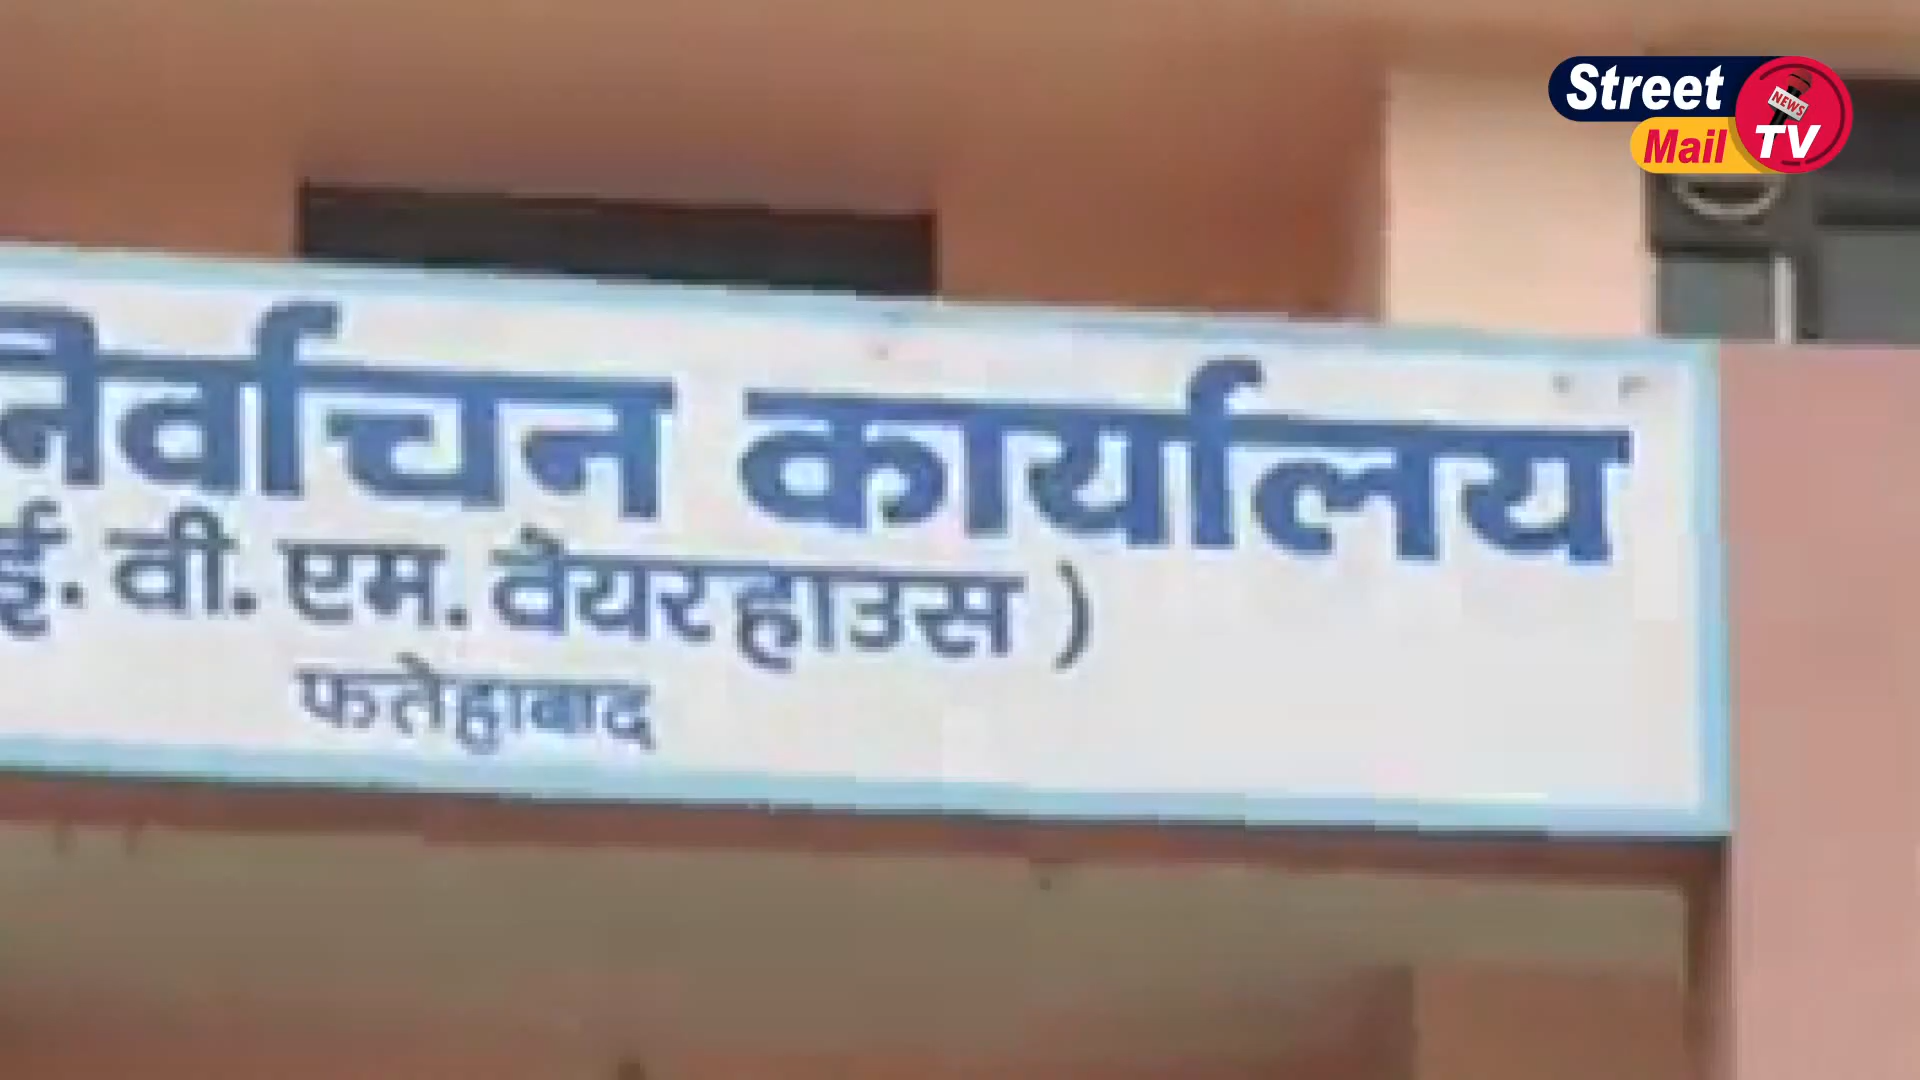 Street
NEWS
Mail TV
निर्वाचन कार्यालय
ई. वी. एम. वेयरहाउस )
फतेहाबाद